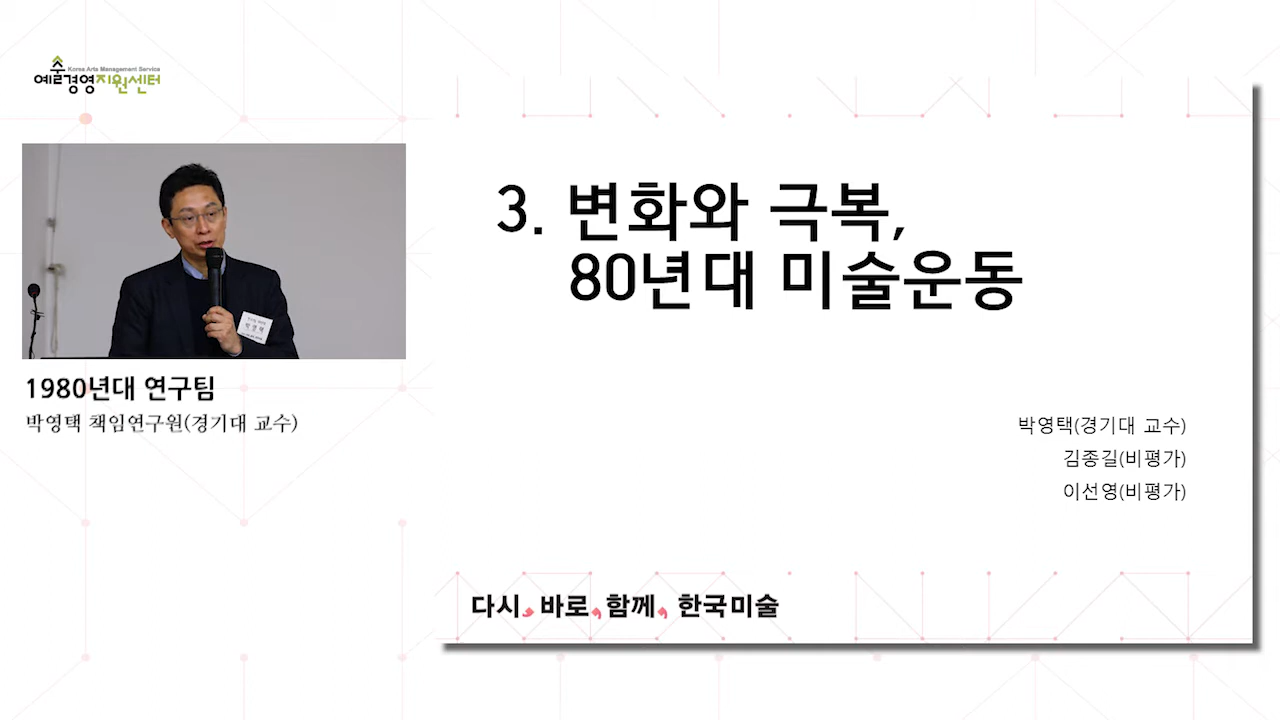 Korea Arts Management Service
예술경영지원센터
3. 변화와 극복,
80년대 미술운동
박영택
1980년대 연구팀
박영택 책임연구원(경기대 교수)
박영택(경기대 교수)
김종길(비평가)
이선영(비평가)
다시, 바로, 함께, 한국미술